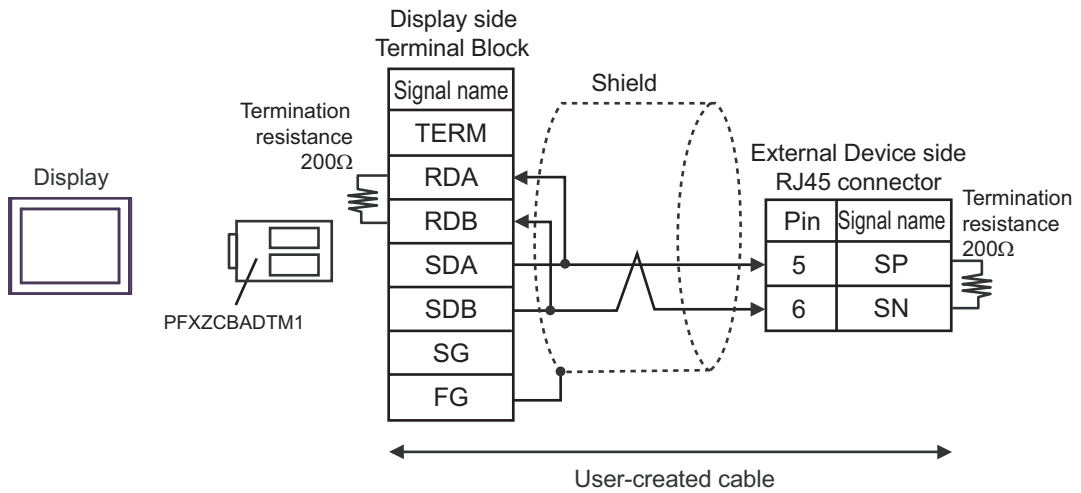 Display side
Terminal Block
Signal name
TERM
RDA
RDB
SDA
SDB
SG
FG
Termination
resistance
200Ω
Display
PFXZCBADTM1
Shield
External Device side
RJ45 connector
Pin Signal name
5 SP
6 SN
Termination
resistance
200Ω
User-created cable